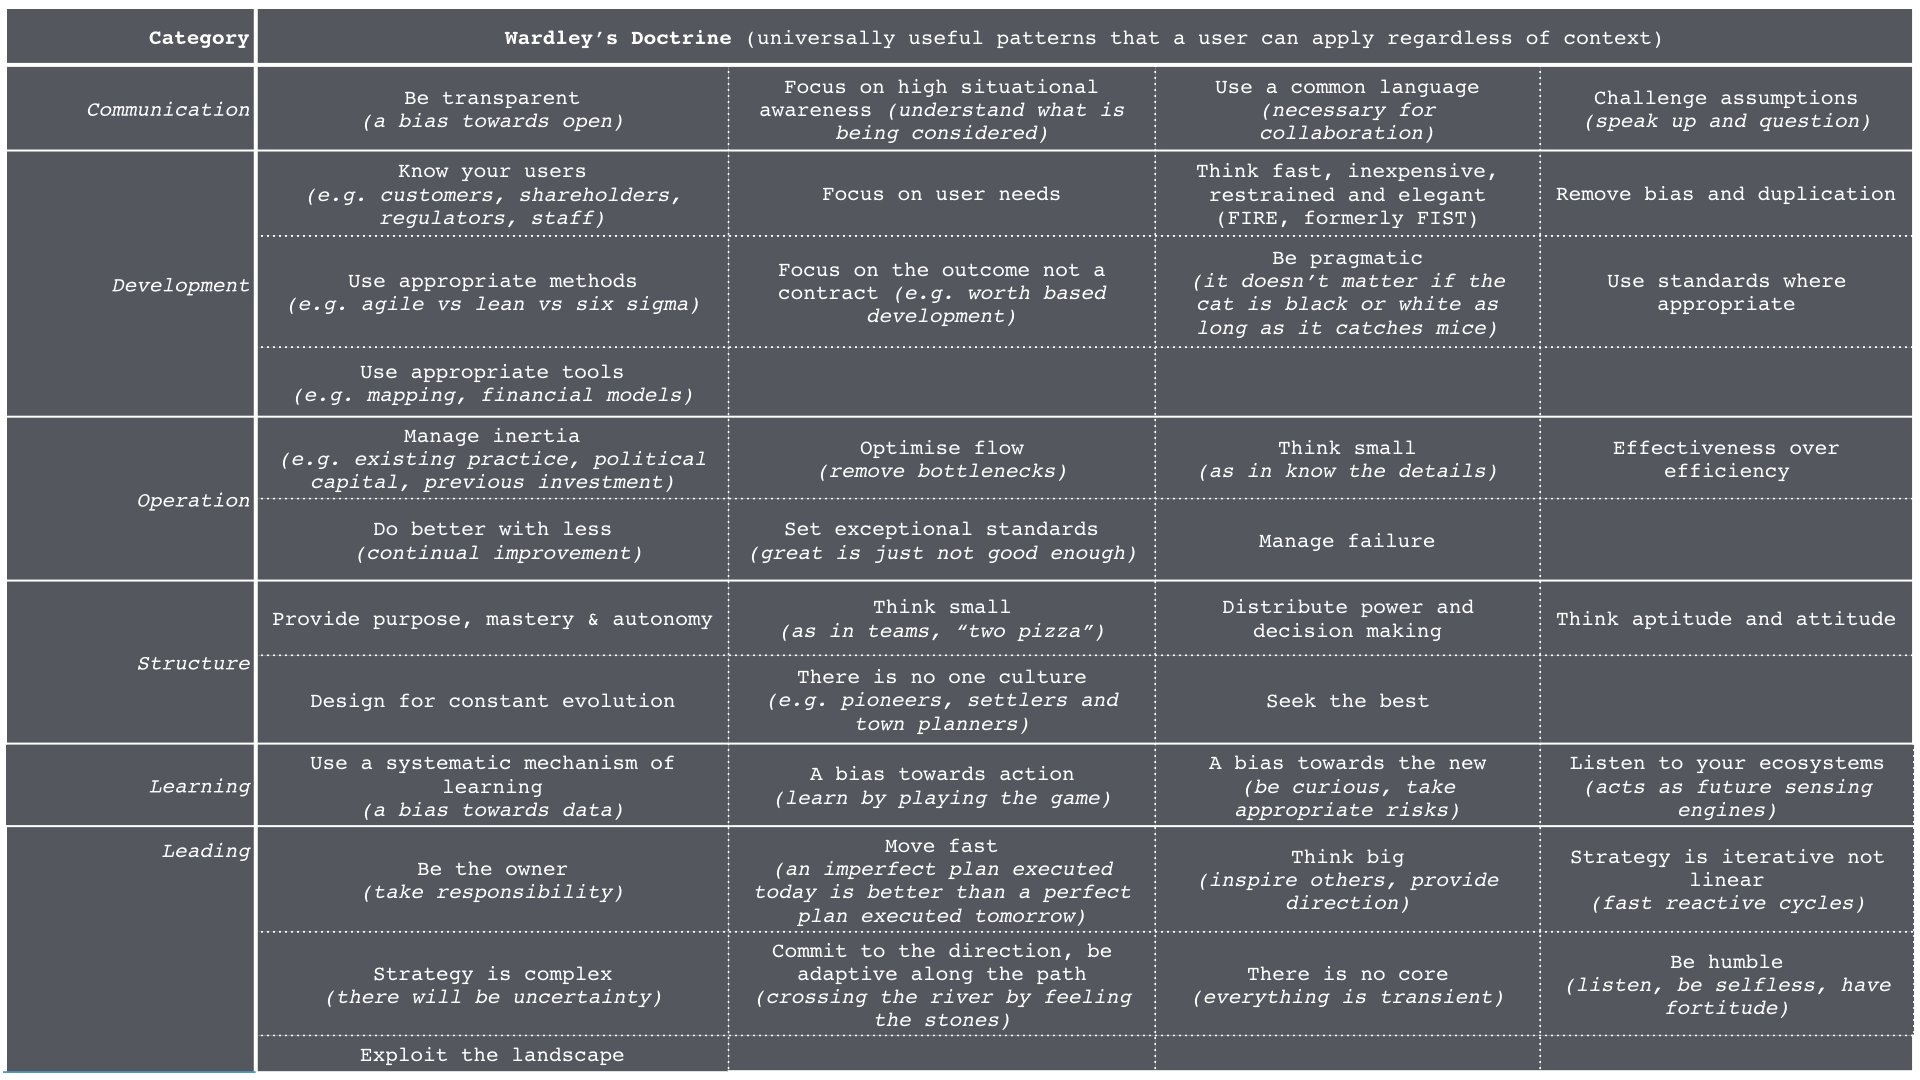 Category
Wardley’s Doctrine (universally useful patterns that a user can apply regardless of context)
Communication
Be transparent
(a bias towards open)
Focus on high situational
awareness (understand what is
being considered)
Use a common language
(necessary for
collaboration)
Challenge assumptions
(speak up and question)
Development
Know your users
(e.g. customers, shareholders,
regulators, staff)
Focus on user needs
Think fast, inexpensive,
restrained and elegant
(FIRE, formerly FIST)
Remove bias and duplication
Use appropriate methods
(e.g. agile vs lean vs six sigma)
Focus on the outcome not a
contract (e.g. worth based
development)
Be pragmatic
(it doesn’t matter if the
cat is black or white as
long as it catches mice)
Use standards where
appropriate
Use appropriate tools
(e.g. mapping, financial models)
Operation
Manage inertia
(e.g. existing practice, political
capital, previous investment)
Optimise flow
(remove bottlenecks)
Think small
(as in know the details)
Effectiveness over
efficiency
Do better with less
(continual improvement)
Set exceptional standards
(great is just not good enough)
Manage failure
Structure
Provide purpose, mastery & autonomy
Think small
(as in teams, “two pizza”)
Distribute power and
decision making
Think aptitude and attitude
Design for constant evolution
There is no one culture
(e.g. pioneers, settlers and
town planners)
Seek the best
Learning
Use a systematic mechanism of
learning
(a bias towards data)
A bias towards action
(learn by playing the game)
A bias towards the new
(be curious, take
appropriate risks)
Listen to your ecosystems
(acts as future sensing
engines)
Leading
Be the owner
(take responsibility)
Move fast
(an imperfect plan executed
today is better than a perfect
plan executed tomorrow)
Think big
(inspire others, provide
direction)
Strategy is iterative not
linear
(fast reactive cycles)
Strategy is complex
(there will be uncertainty)
Commit to the direction, be
adaptive along the path
(crossing the river by feeling
the stones)
There is no core
(everything is transient)
Be humble
(listen, be selfless, have
fortitude)
Exploit the landscape